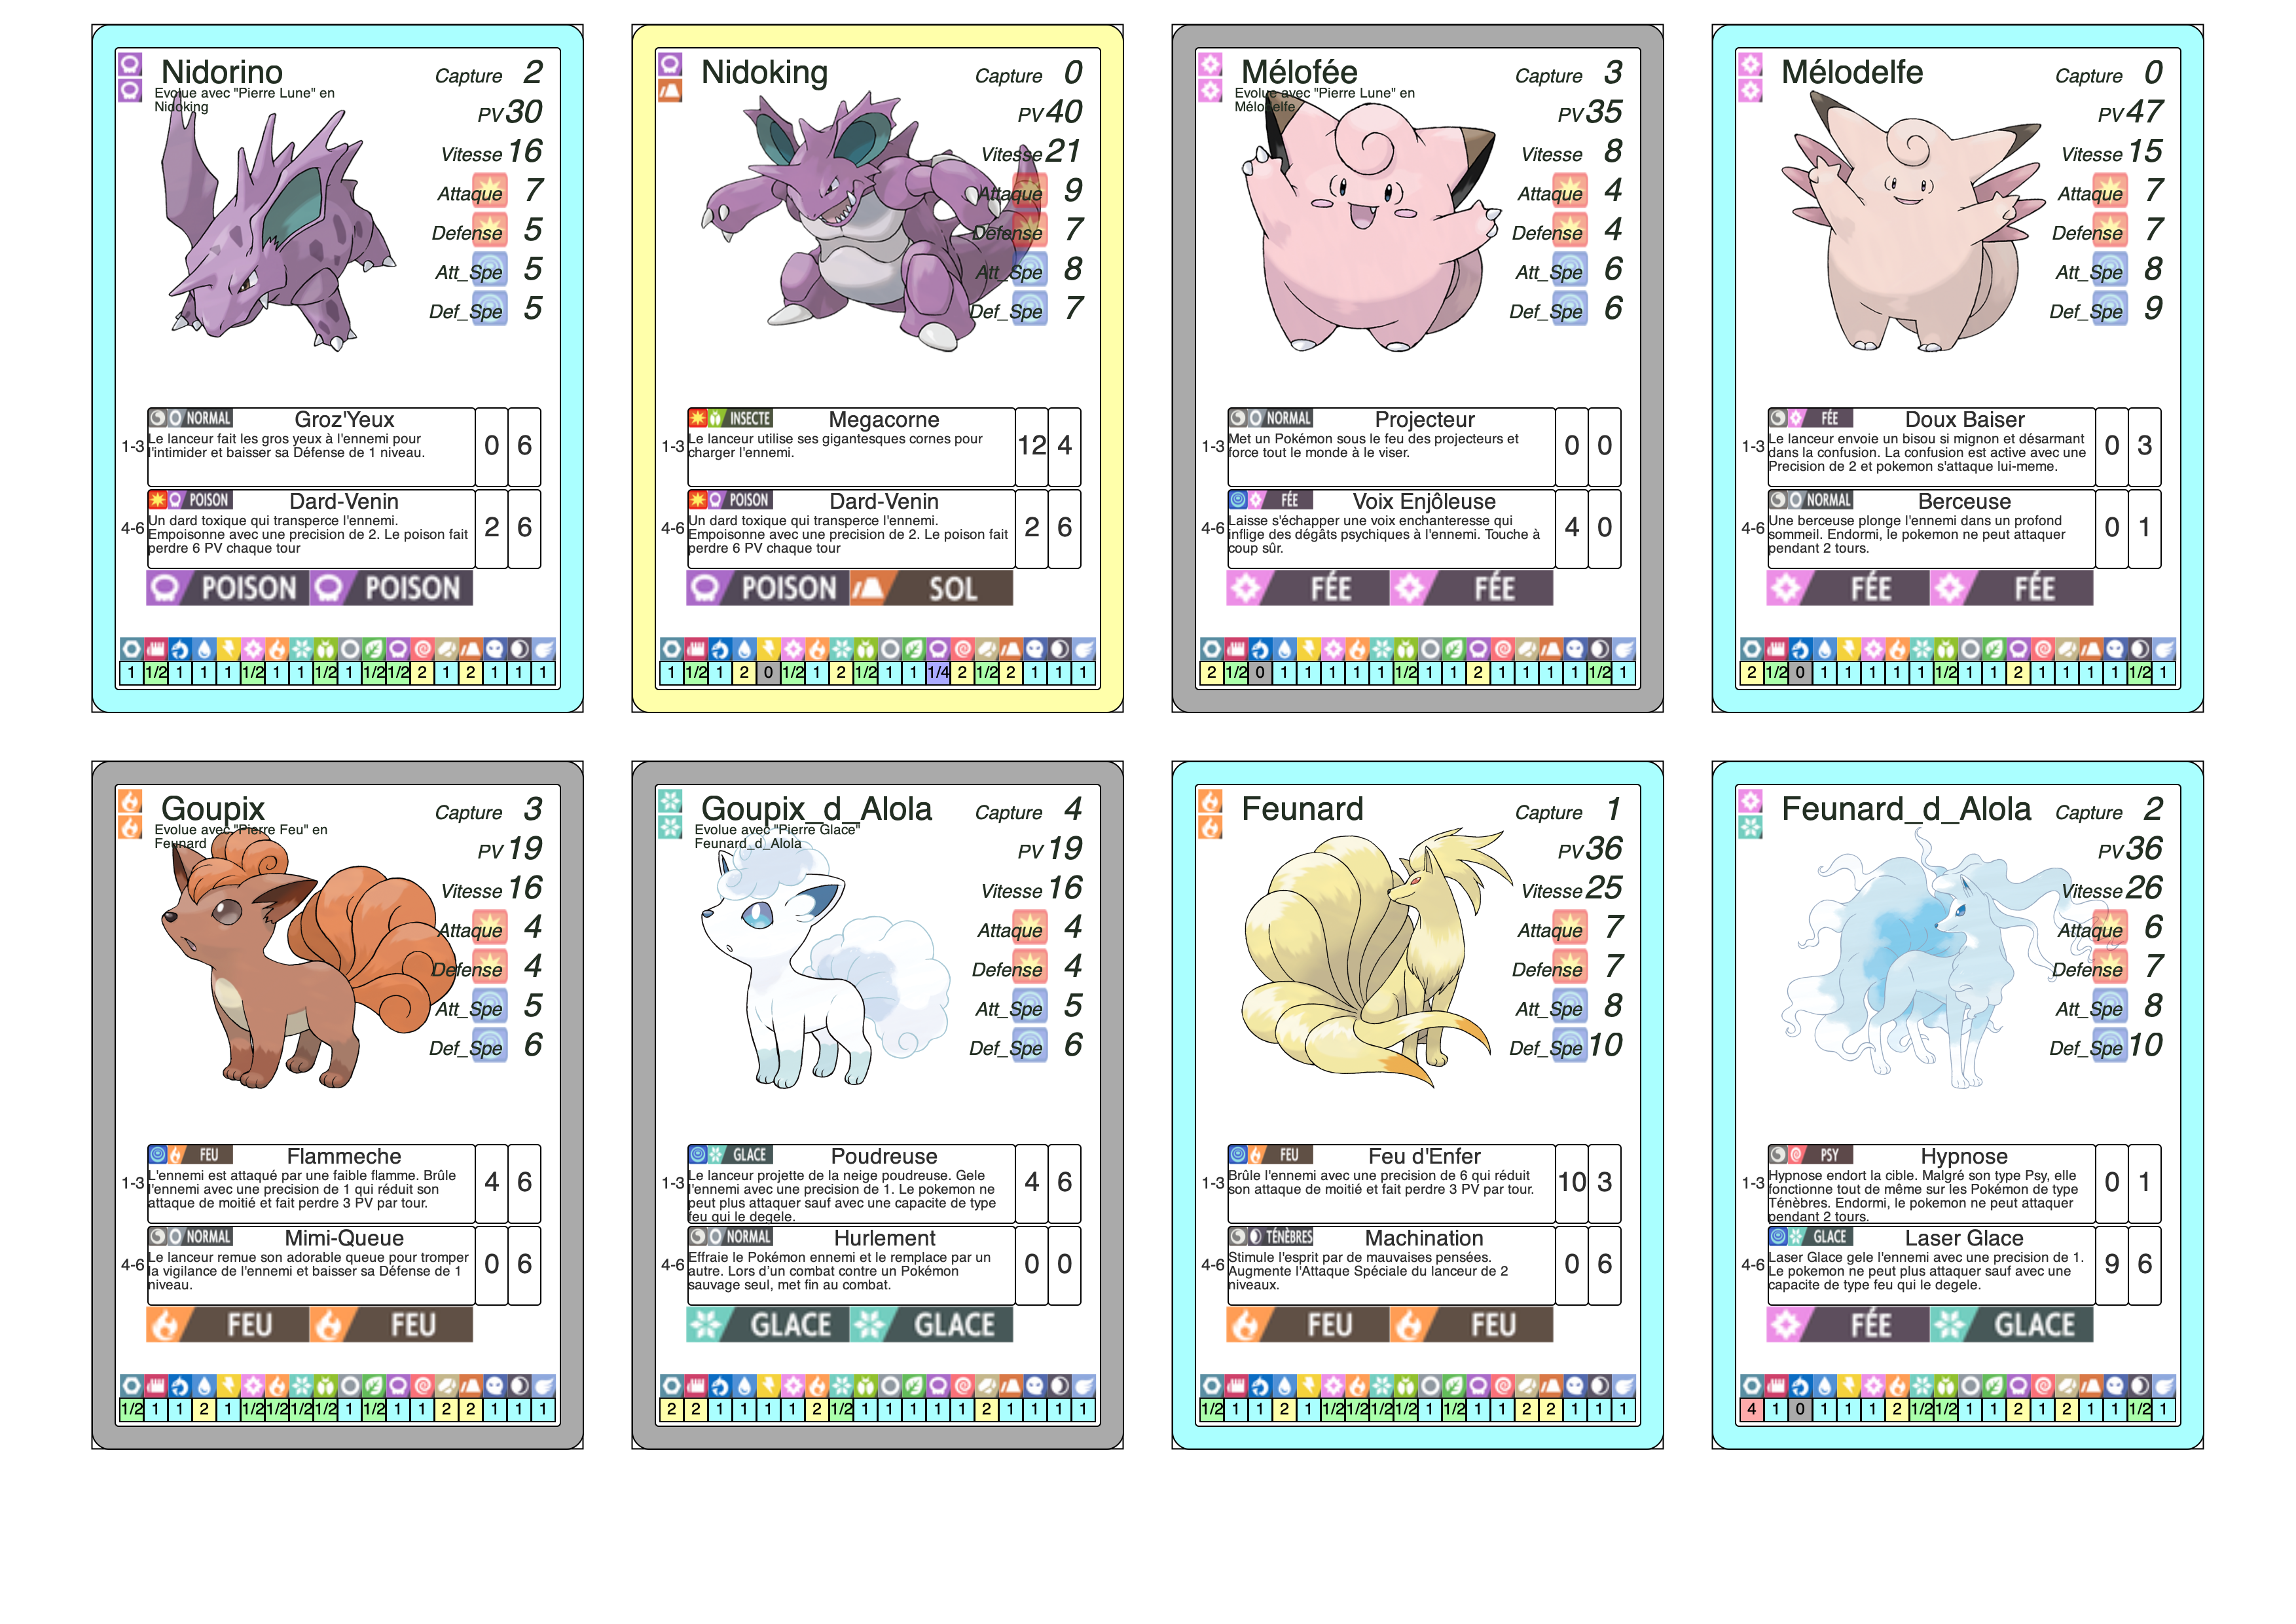 Nidorino
Capture 2
Evolue avec "Pierre Lune" en
Nidoking
PV 30
Vitesse 16
Attaque 7
Defense 5
Att_Spe 5
Def_Spe 5
NORMAL Groz'Yeux
1-3 Le lanceur fait les gros yeux à l'ennemi pour
l'intimider et baisser sa Défense de 1 niveau.
0 6
POISON Dard-Venin
4-6 Un dard toxique qui transperce l'ennemi.
Empoisonne avec une precision de 2. Le poison fait
perdre 6 PV chaque tour
2 6
POISON POISON
1 1/2 1 1 1 1/2 1 1 1/2 1 1/2 1/2 2 1 2 1 1 1
Nidoking
Capture 0
PV 40
Vitesse 21
Attaque 9
Defense 7
Att_Spe 8
Def_Spe 7
INSECTE Megacorne
1-3 Le lanceur utilise ses gigantesques cornes pour
charger l'ennemi.
12 4
POISON Dard-Venin
4-6 Un dard toxique qui transperce l'ennemi.
Empoisonne avec une precision de 2. Le poison fait
perdre 6 PV chaque tour
2 6
POISON SOL
1 1/2 1 2 0 1/2 1 2 1/2 1 1 1/4 2 1/2 2 1 1 1
Mélofée
Capture 3
Evolue avec "Pierre Lune" en
Mélodelfe
PV 35
Vitesse 8
Attaque 4
Defense 4
Att_Spe 6
Def_Spe 6
NORMAL Projecteur
1-3 Met un Pokémon sous le feu des projecteurs et
force tout le monde à le viser.
0 0
FÉE Voix Enjôleuse
4-6 Laisse s'échapper une voix enchanteresse qui
inflige des dégâts psychiques à l'ennemi. Touche à
coup sûr.
4 0
FÉE FÉE
2 1/2 0 1 1 1 1 1 1/2 1 1 2 1 1 1 1 1/2 1
Mélodelfe
Capture 0
PV 47
Vitesse 15
Attaque 7
Defense 7
Att_Spe 8
Def_Spe 9
FÉE Doux Baiser
1-3 Le lanceur envoie un bisou si mignon et désarmant
dans la confusion. La confusion est active avec une
Precision de 2 et pokemon s'attaque lui-meme.
0 3
NORMAL Berceuse
4-6 Une berceuse plonge l'ennemi dans un profond
sommeil. Endormi, le pokemon ne peut attaquer
pendant 2 tours.
0 1
FÉE FÉE
2 1/2 0 1 1 1 1 1 1/2 1 1 2 1 1 1 1 1/2 1
Goupix
Capture 3
Evolue avec "Pierre Feu" en
Feunard
PV 19
Vitesse 16
Attaque 4
Defense 4
Att_Spe 5
Def_Spe 6
FEU Flammeche
1-3 L'ennemi est attaqué par une faible flamme. Brûle
l'ennemi avec une precision de 1 qui réduit son
attaque de moitié et fait perdre 3 PV par tour.
4 6
NORMAL Mimi-Queue
4-6 Le lanceur remue son adorable queue pour tromper
la vigilance de l'ennemi et baisser sa Défense de 1
niveau.
0 6
FEU FEU
1/2 1 1 2 1 1/2 1/2 1/2 1/2 1 1/2 1 1 2 2 1 1 1
Goupix_d_Alola
Capture 4
Evolue avec "Pierre Glace"
Feunard_d_Alola
PV 19
Vitesse 16
Attaque 4
Defense 4
Att_Spe 5
Def_Spe 6
GLACE Poudreuse
1-3 Le lanceur projette de la neige poudreuse. Gele
l'ennemi avec une precision de 1. Le pokemon ne
peut plus attaquer sauf avec une capacite de type
feu qui le degele.
4 6
NORMAL Hurlement
4-6 Effraie le Pokémon ennemi et le remplace par un
autre. Lors d'un combat contre un Pokémon
sauvage seul, met fin au combat.
0 0
GLACE GLACE
2 2 1 1 1 1 2 1/2 1 1 1 1 1 2 1 1 1 1
Feunard
Capture 1
PV 36
Vitesse 25
Attaque 7
Defense 7
Att_Spe 8
Def_Spe 10
FEU Feu d'Enfer
1-3 Brûle l'ennemi avec une precision de 6 qui réduit
son attaque de moitié et fait perdre 3 PV par tour.
10 3
TÉNÈBRES Machination
4-6 Stimule l'esprit par de mauvaises pensées.
Augmente l'Attaque Spéciale du lanceur de 2
niveaux.
0 6
FEU FEU
1/2 1 1 2 1 1/2 1/2 1/2 1/2 1 1/2 1 1 2 2 1 1 1
Feunard_d_Alola
Capture 2
PV 36
Vitesse 26
Attaque 6
Defense 7
Att_Spe 8
Def_Spe 10
PSY Hypnose
1-3 Hypnose endort la cible. Malgré son type Psy, elle
fonctionne tout de même sur les Pokémon de type
Ténèbres. Endormi, le pokemon ne peut attaquer
pendant 2 tours.
0 1
GLACE Laser Glace
4-6 Laser Glace gele l'ennemi avec une precision de 1.
Le pokemon ne peut plus attaquer sauf avec une
capacite de type feu qui le degele.
9 6
FÉE GLACE
4 1 0 1 1 1 2 1/2 1/2 1 1 2 1 2 1 1 1/2 1